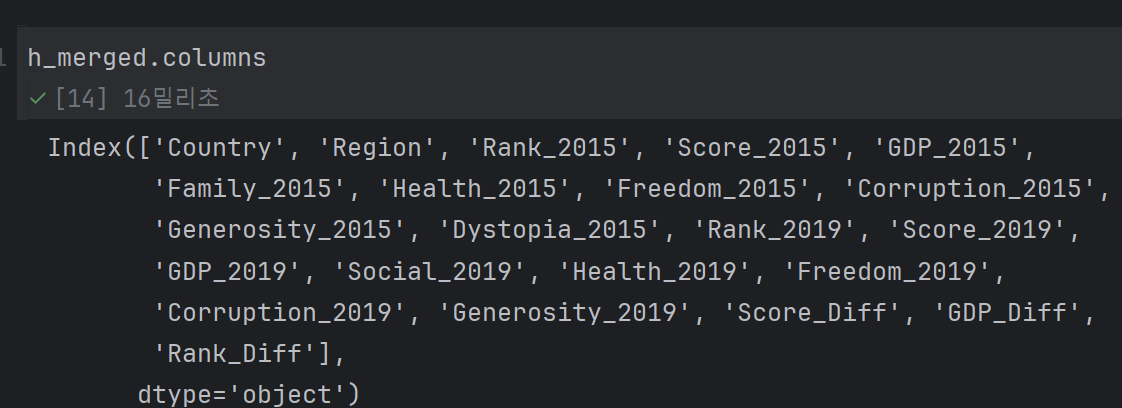 1 h_merged.columns
✓ [14] 16밀리초
Index(['Country', 'Region', 'Rank_2015', 'Score_2015', 'GDP_2015',
'Family_2015', 'Health_2015', 'Freedom_2015', 'Corruption_2015',
'Generosity_2015', 'Dystopia_2015', 'Rank_2019', 'Score_2019',
'GDP_2019', 'Social_2019', 'Health_2019', 'Freedom_2019',
'Corruption_2019', 'Generosity_2019', 'Score_Diff', 'GDP_Diff',
'Rank_Diff'],
dtype='object')